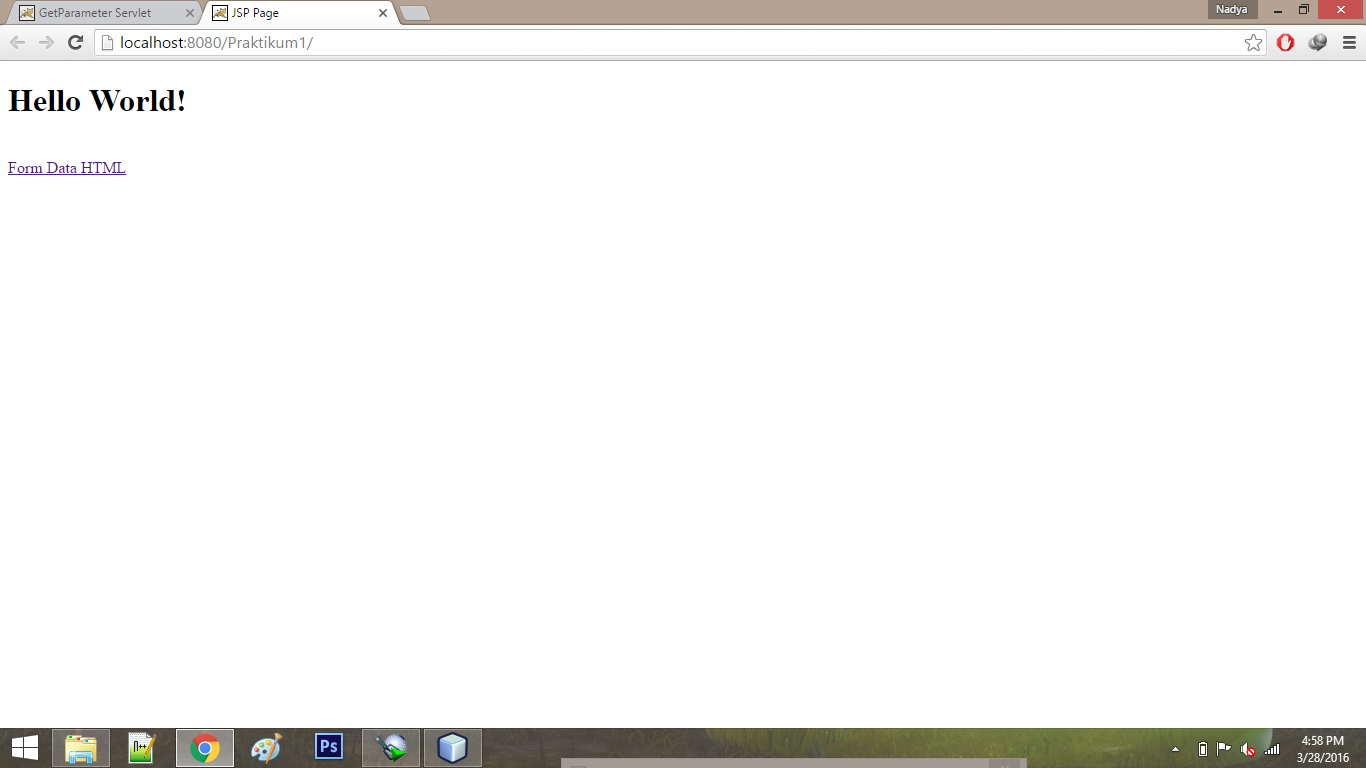 GetParameter Servlet
JSP Page
Nadya
localhost:8080/Praktikum1/
Hello World!
Form Data HTML
Ps
4:58 PM
3/28/2016